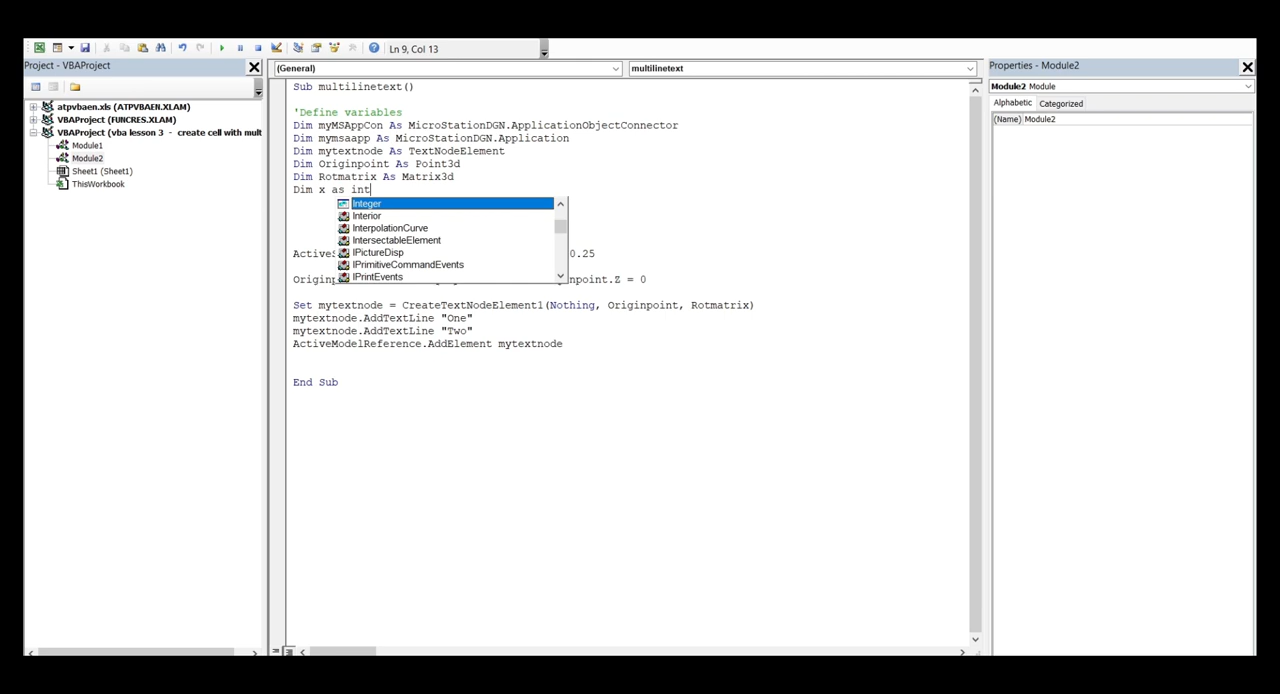 Ln 9, Col 13
Project - VBAProject
atpvbaen.xls (ATPVBAEN.XLAM)
VBAProject (FUNCRES.XLAM)
VBAProject (vba lesson 3 - create cell with mult
Module1
Module2
Sheet1 (Sheet1)
ThisWorkbook
(General)
multilinetext
Sub multilinetext()
'Define variables
Dim myMSAppCon As MicroStationDGN.ApplicationObjectConnector
Dim mymsaapp As MicroStationDGN.Application
Dim mytextnode As TextNodeElement
Dim Originpoint As Point3d
Dim Rotmatrix As Matrix3d
Dim x as int
Integer
Interior
InterpolationCurve
IntersectableElement
IPictureDisp
IPrimitiveCommandEvents
IPrintEvents
ActiveS 0.25
Origin npoint.Z = 0
Set mytextnode = CreateTextNodeElement1(Nothing, Originpoint, Rotmatrix)
mytextnode.AddTextLine "One"
mytextnode.AddTextLine "Two"
ActiveModelReference.AddElement mytextnode
End Sub
Properties - Module2
Module2 Module
Alphabetic Categorized
(Name) Module2